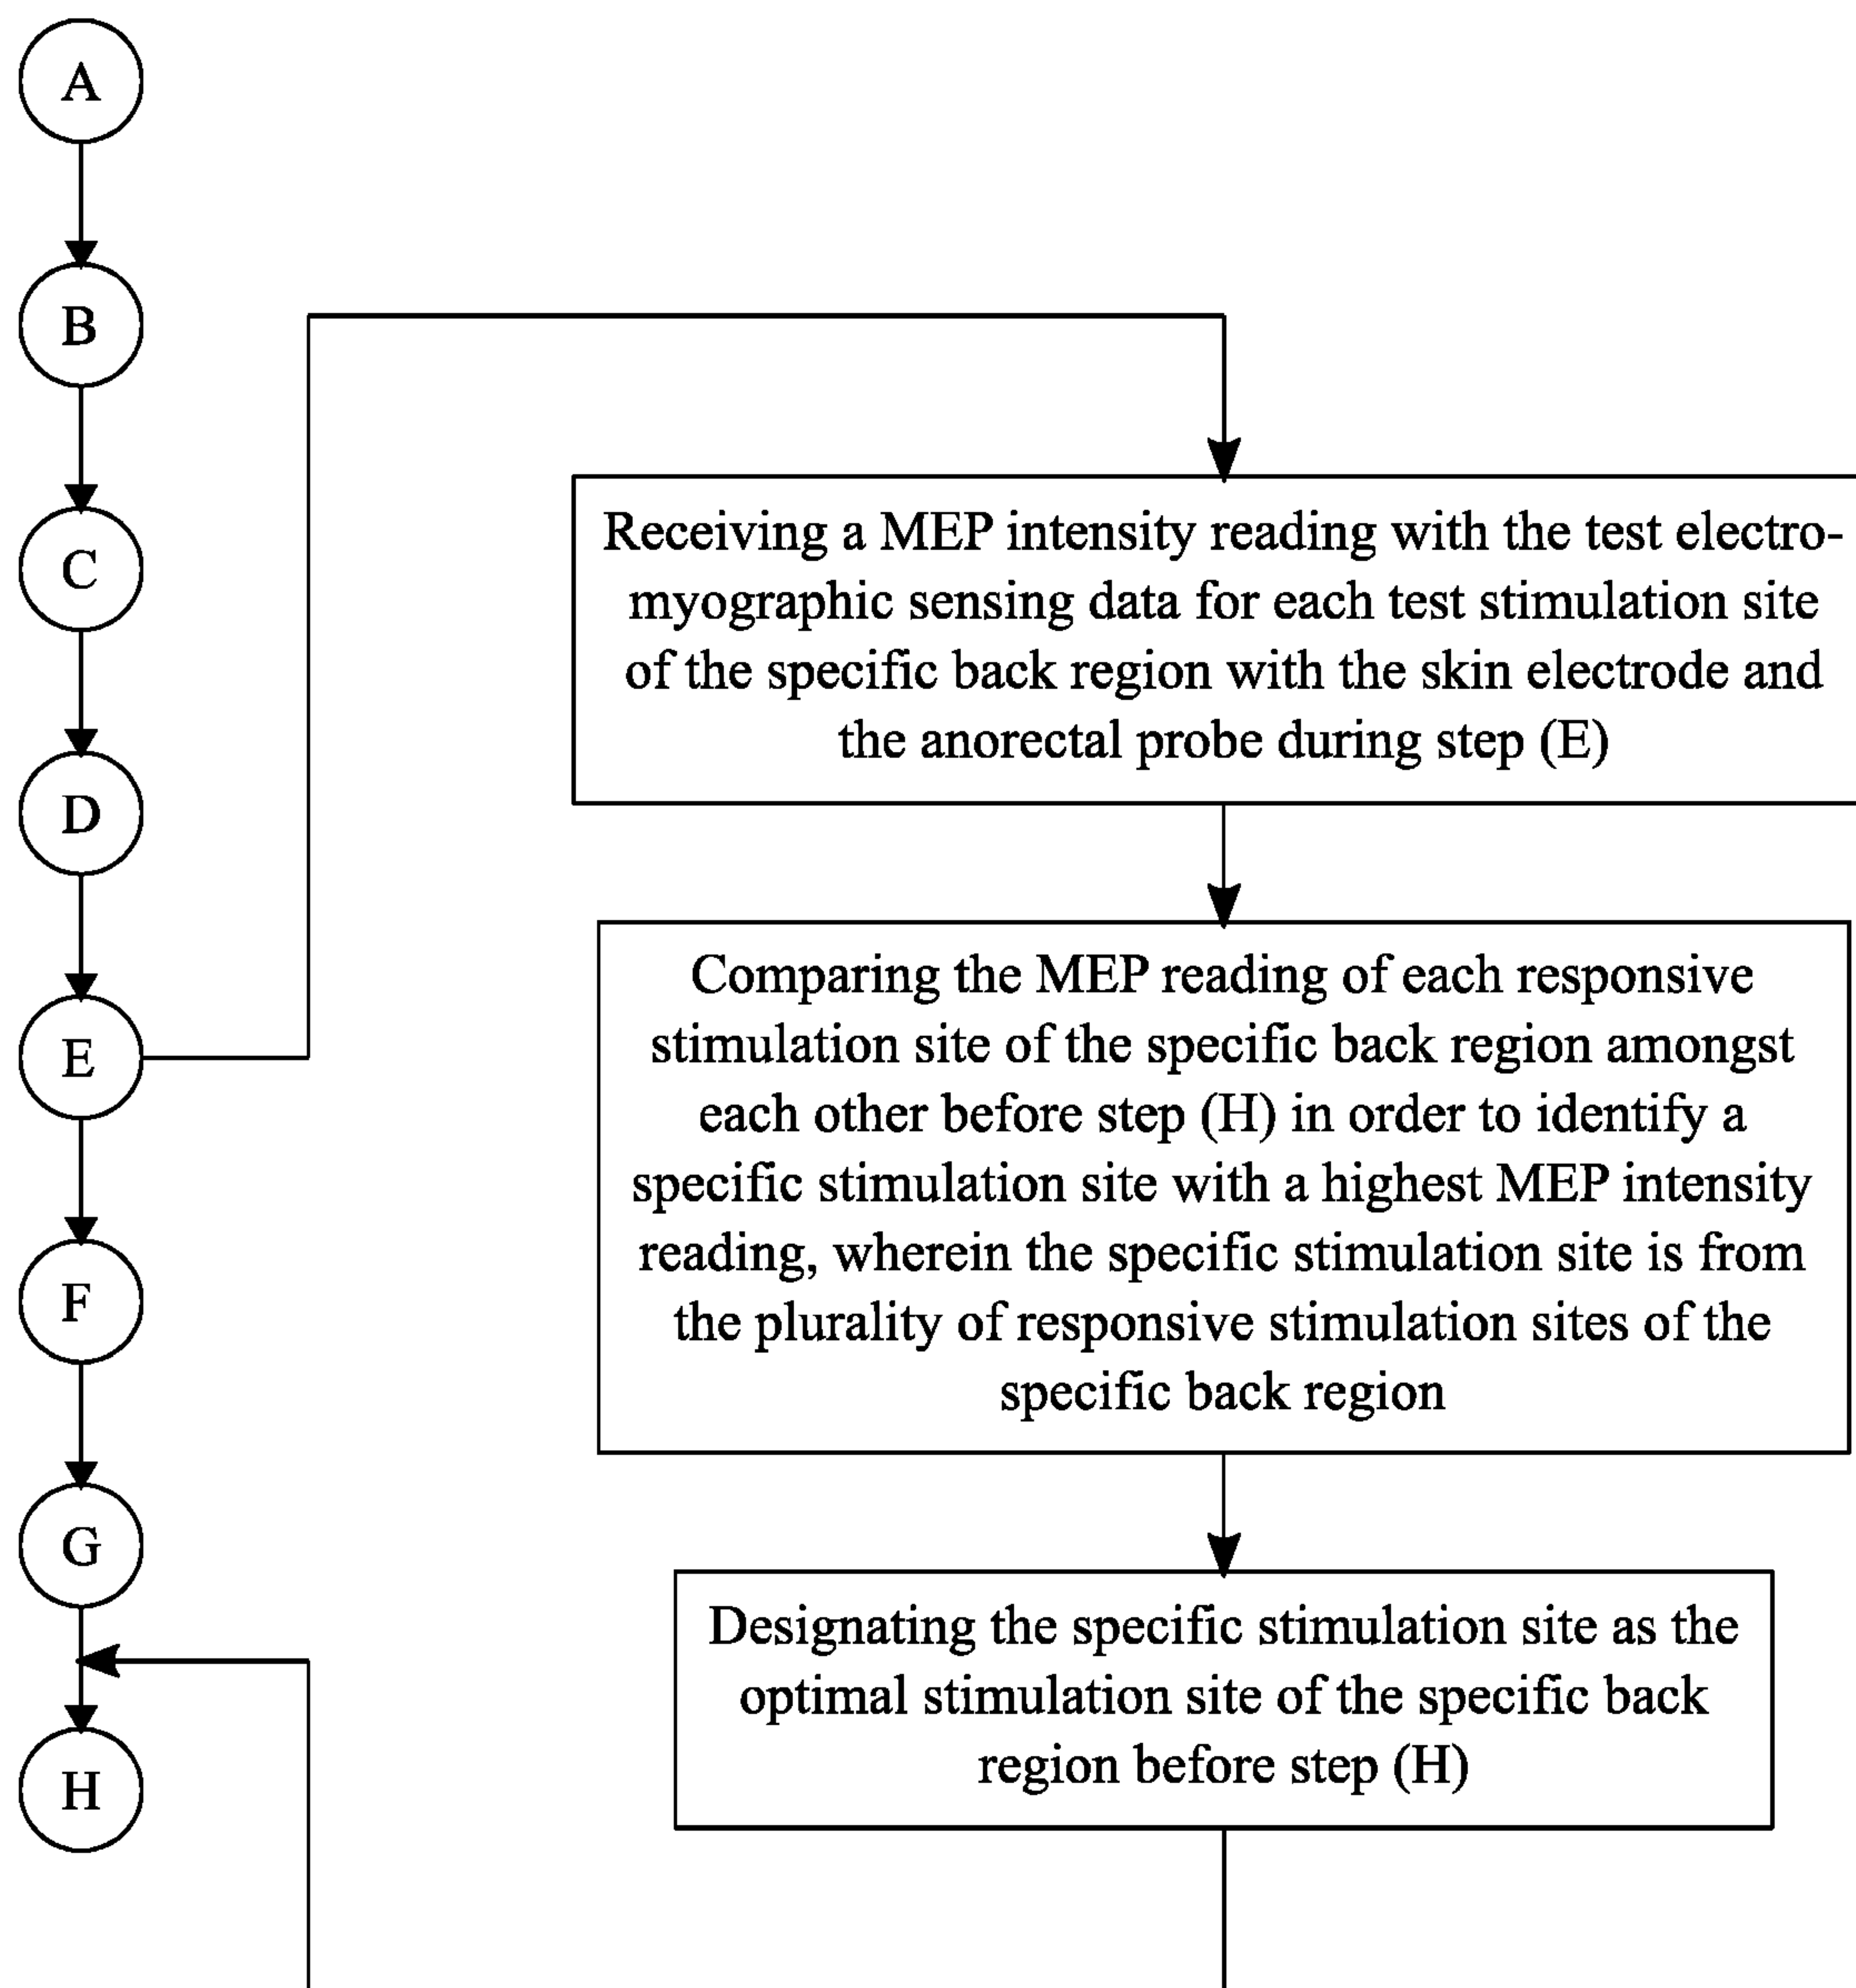 A
B
C
D
E
F
G
H
Receiving a MEP intensity reading with the test electro-
myographic sensing data for each test stimulation site
of the specific back region with the skin electrode and
the anorectal probe during step (E)
Comparing the MEP reading of each responsive
stimulation site of the specific back region amongst
each other before step (H) in order to identify a
specific stimulation site with a highest MEP intensity
reading, wherein the specific stimulation site is from
the plurality of responsive stimulation sites of the
specific back region
Designating the specific stimulation site as the
optimal stimulation site of the specific back
region before step (H)